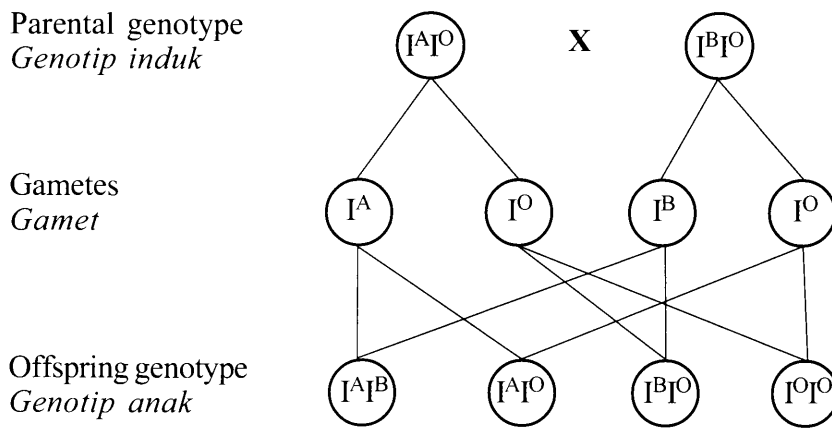 Parental genotype
Genotip induk
IᴬIᴼ X IᴮIᴼ
Gametes
Gamet
Iᴬ Iᴼ Iᴮ Iᴼ
Offspring genotype
Genotip anak
IᴬIᴮ IᴬIᴼ IᴮIᴼ IᴼIᴼ